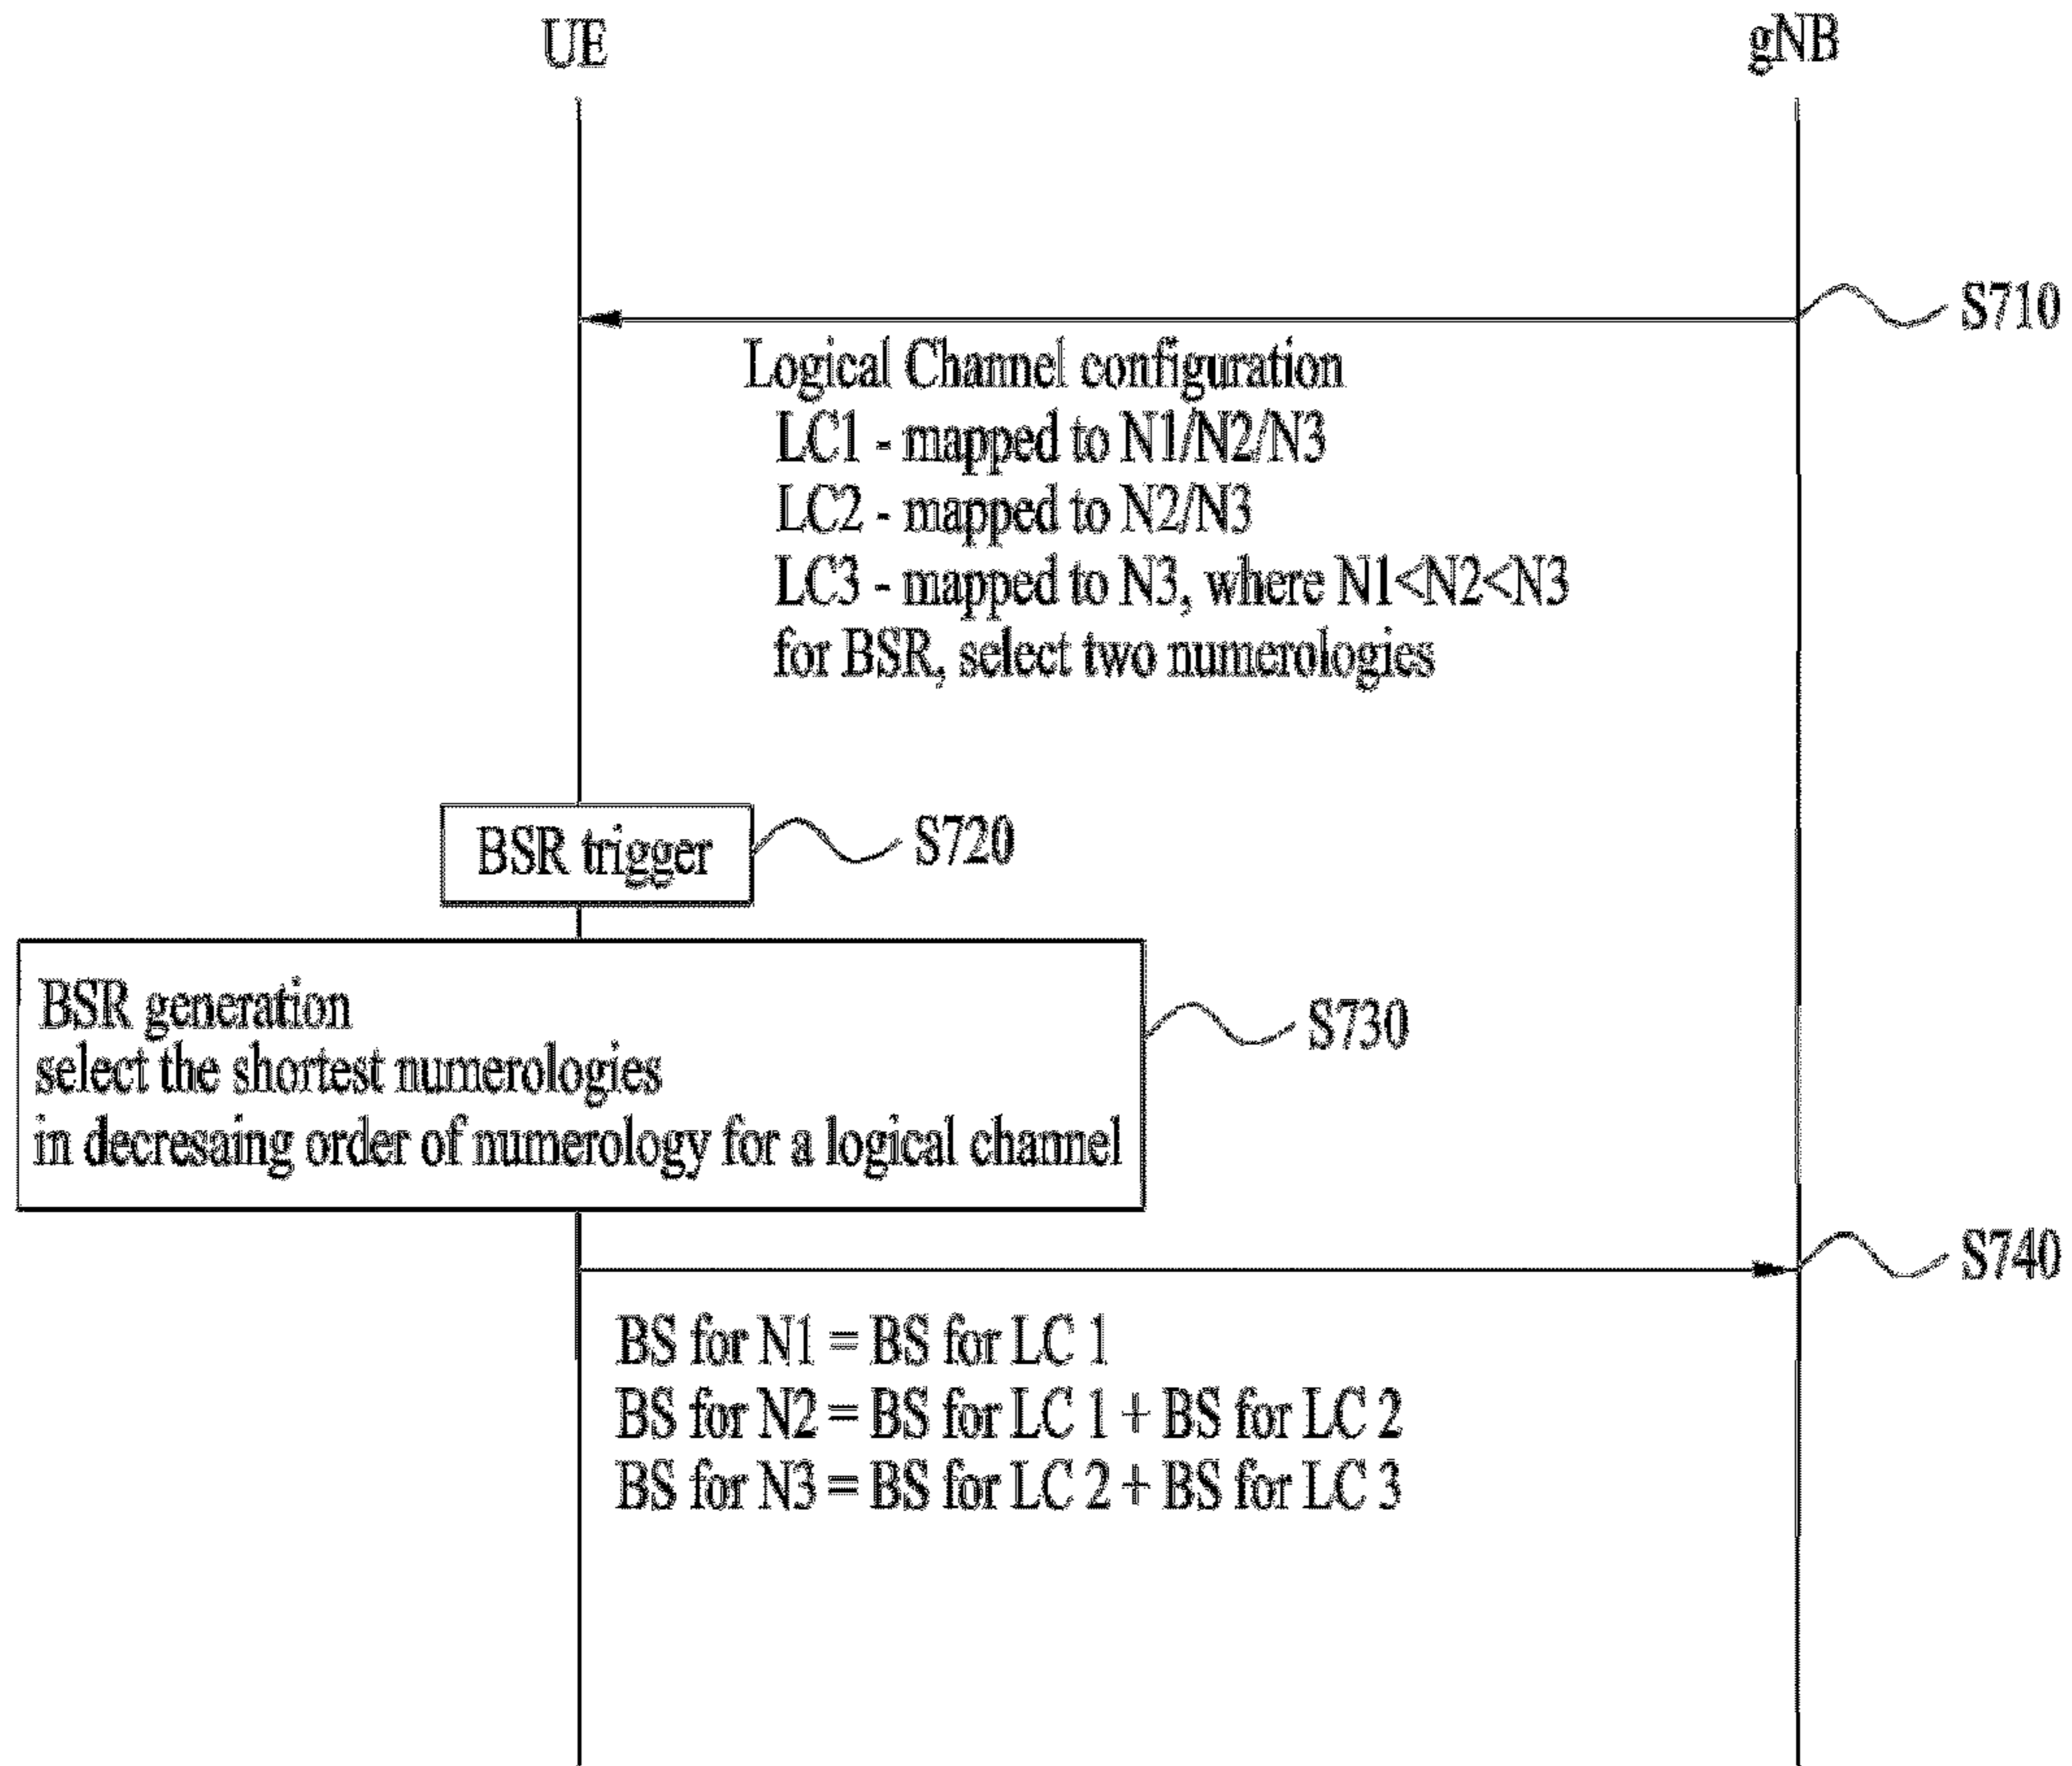 UE
gNB
S710
Logical Channel configuration
LC1 - mapped to N1/N2/N3
LC2 - mapped to N2/N3
LC3 - mapped to N3, where N1<N2<N3
for BSR, select two numerologies
BSR trigger
S720
BSR generation
select the shortest numerologies
in decresaing order of numerology for a logical channel
S730
S740
BS for N1 = BS for LC 1
BS for N2 = BS for LC 1 + BS for LC 2
BS for N3 = BS for LC 2 + BS for LC 3